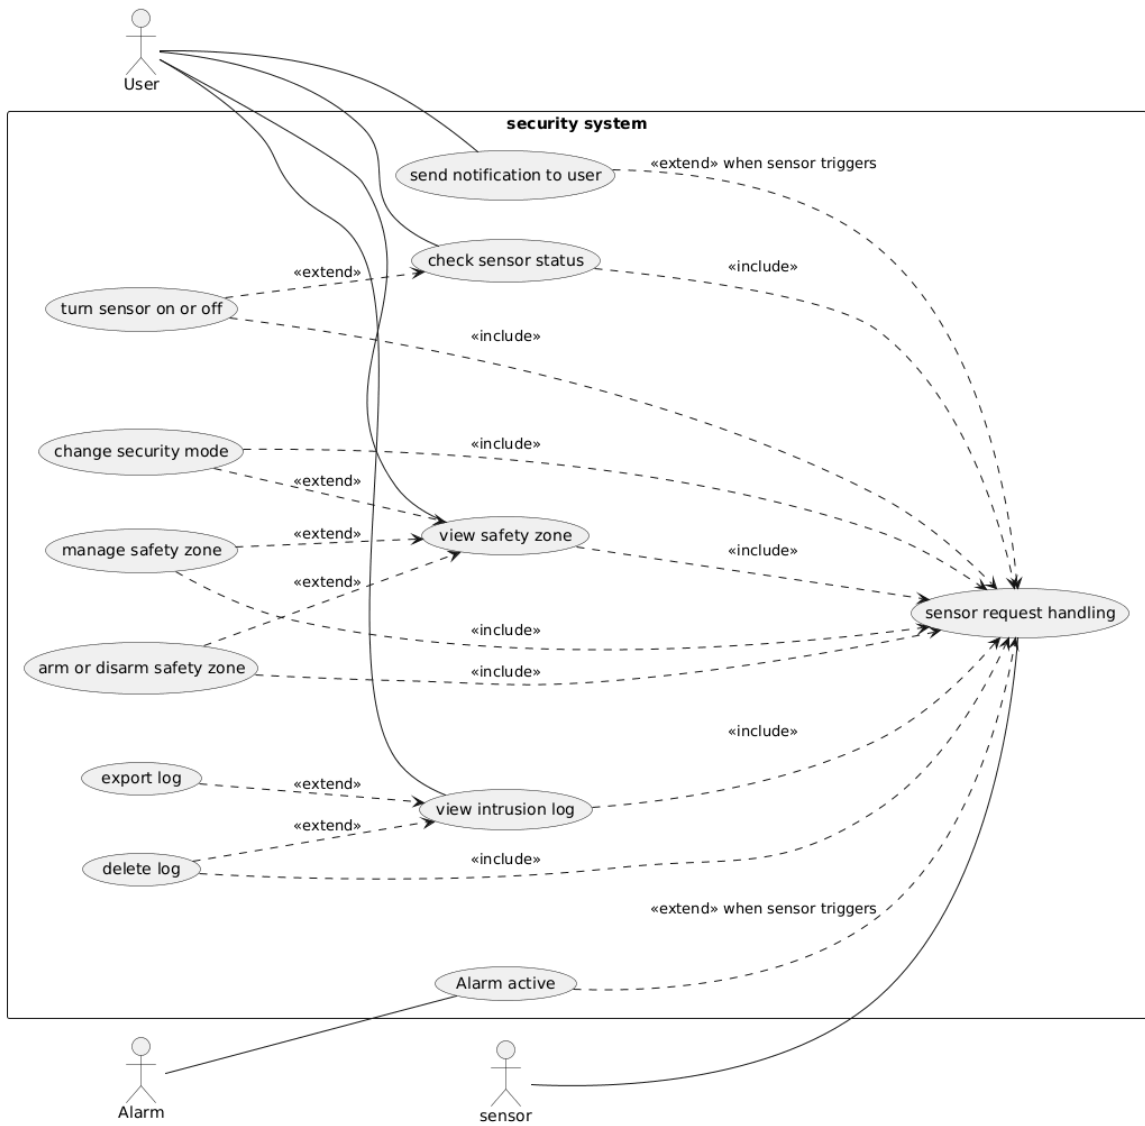 User
security system
«extend» when sensor triggers
send notification to user
check sensor status
«include»
«extend»
turn sensor on or off
«include»
«include»
change security mode
«extend»
«extend»
view safety zone
manage safety zone
«include»
«extend»
sensor request handling
«include»
arm or disarm safety zone
«include»
«include»
export log
«extend»
view intrusion log
«extend»
«include»
delete log
«extend» when sensor triggers
Alarm active
Alarm
sensor